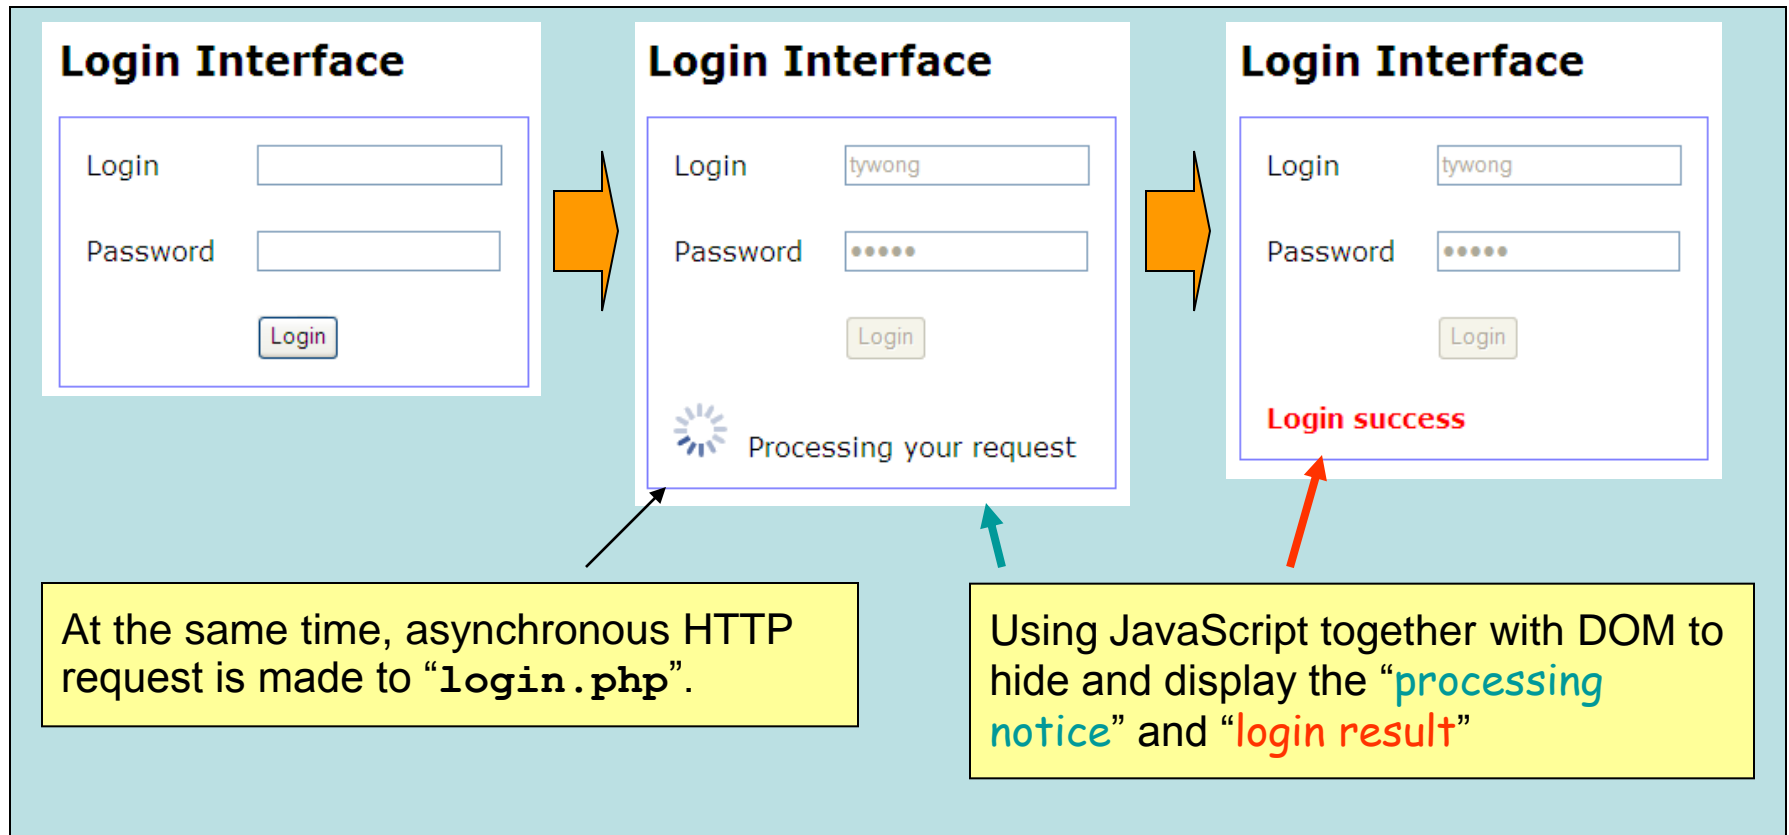 Login Interface
Login
Password
Login
Login Interface
Login tywong
Password •••••
Login
Processing your request
Login Interface
Login tywong
Password •••••
Login
Login success
At the same time, asynchronous HTTP
request is made to “login.php”.
Using JavaScript together with DOM to
hide and display the “processing
notice” and “login result”